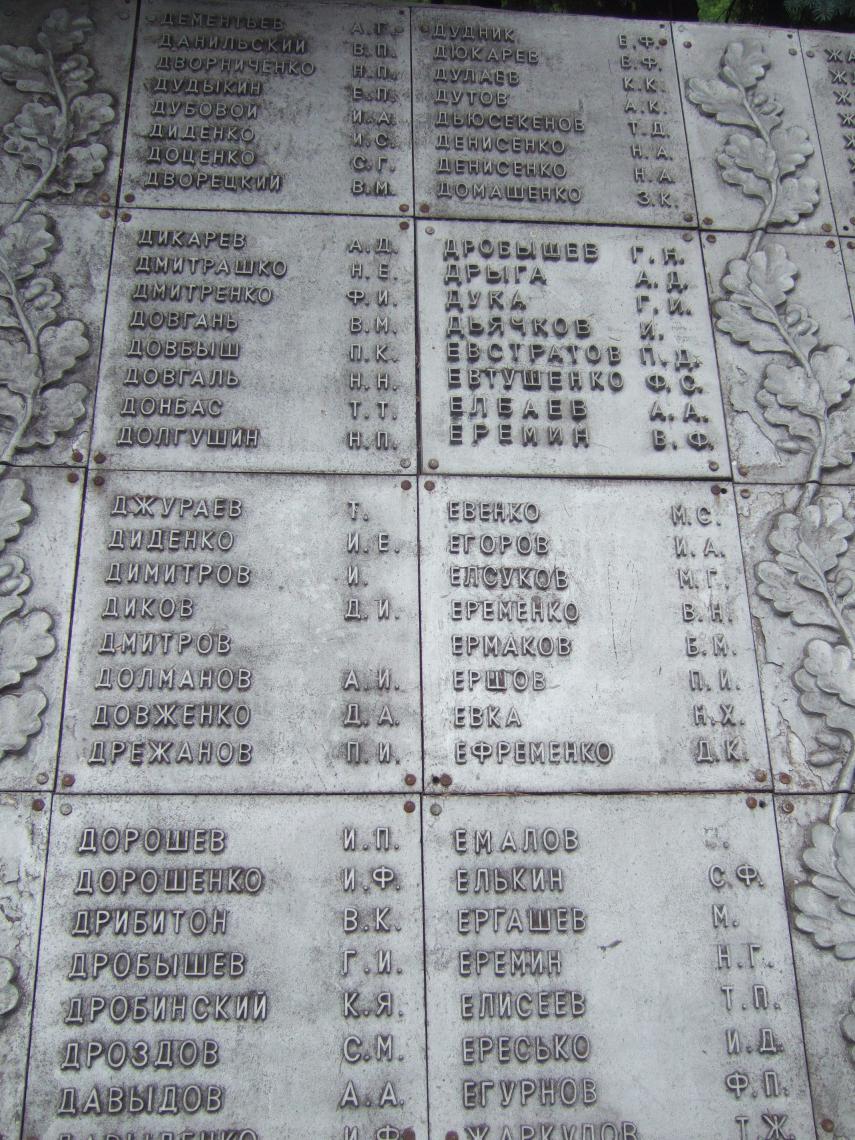 ДЕМЕНТЬЕВ А.Г.
ДАНИЛЬСКИЙ В.П.
ДВОРНИЧЕНКО Н.П.
ДУДЫКИН Е.П.
ДУБОВОЙ И.А.
ДИДЕНКО И.С.
ДОЦЕНКО С.Г.
ДВОРЕЦКИЙ В.М.
ДИКАРЕВ А.Д.
ДМИТРАШКО Н.Е.
ДМИТРЕНКО Ф.И.
ДОВГАНЬ В.М.
ДОВБЫШ П.К.
ДОВГАЛЬ Н.Н.
ДОНБАС Т.Т.
ДОЛГУШИН Н.П.
ДЖУРАЕВ Т.
ДИДЕНКО И.Е.
ДИМИТРОВ И.
ДИКОВ Д.И.
ДМИТРОВ
ДОЛМАНОВ А.И.
ДОВЖЕНКО Д.А.
ДРЕЖАНОВ П.И.
ДОРОШЕВ И.П.
ДОРОШЕНКО И.Ф.
ДРИБИТОН В.К.
ДРОБЫШЕВ Г.И.
ДРОБИНСКИЙ К.Я.
ДРОЗДОВ С.М.
ДАВЫДОВ А.А.
ДАВЫДЕНКО И.Ф.
ДУДНИК Е.Ф.
ДЮКАРЕВ Е.Ф.
ДУЛАЕВ К.К.
ДУТОВ А.К.
ДЬЮСЕКЕНОВ Т.Д.
ДЕНИСЕНКО Н.А.
ДЕНИСЕНКО Н.А.
ДОМАШЕНКО З.К.
ДРОБЫШЕВ Г.Н.
ДРЫГА А.Д.
ДУКА Г.И.
ДЬЯЧКОВ И.
ЕВСТРАТОВ П.Д.
ЕВТУШЕНКО Ф.С.
ЕЛБАЕВ А.А.
ЕРЕМИН В.Ф.
ЕВЕНКО М.С.
ЕГОРОВ И.А.
ЕЛСУКОВ М.Г.
ЕРЕМЕНКО В.Н.
ЕРМАКОВ Б.М.
ЕРШОВ П.И.
ЕВКА Н.Х.
ЕФРЕМЕНКО Д.К.
ЕМАЛОВ
ЕЛЬКИН С.Ф.
ЕРГАШЕВ М.
ЕРЕМИН Н.Г.
ЕЛИСЕЕВ Т.П.
ЕРЕСЬКО И.Д.
ЕГУРНОВ Ф.П.
ЖАРКУЛОВ Т.Ж.